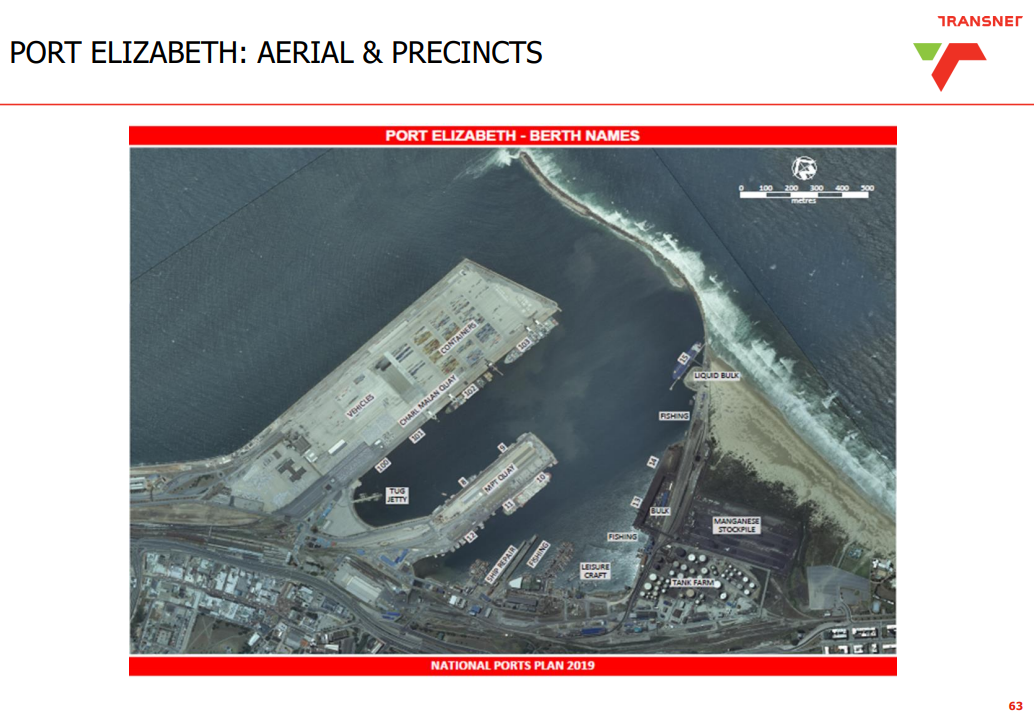 TRANSNET
PORT ELIZABETH: AERIAL & PRECINCTS
PORT ELIZABETH - BERTH NAMES
0 100 200 300 400 500
metres
CONTAINERS
103
15
LIQUID BULK
VEHICLES
CHARL MALAN QUAY
102
FISHING
101
100
9
14
TUG
JETTY
8
MPT QUAY
10
11
13
BULK
MANGANESE
STOCKPILE
12
FISHING
SHIP REPAIR
FISHING
LEISURE
CRAFT
TANK FARM
NATIONAL PORTS PLAN 2019
63